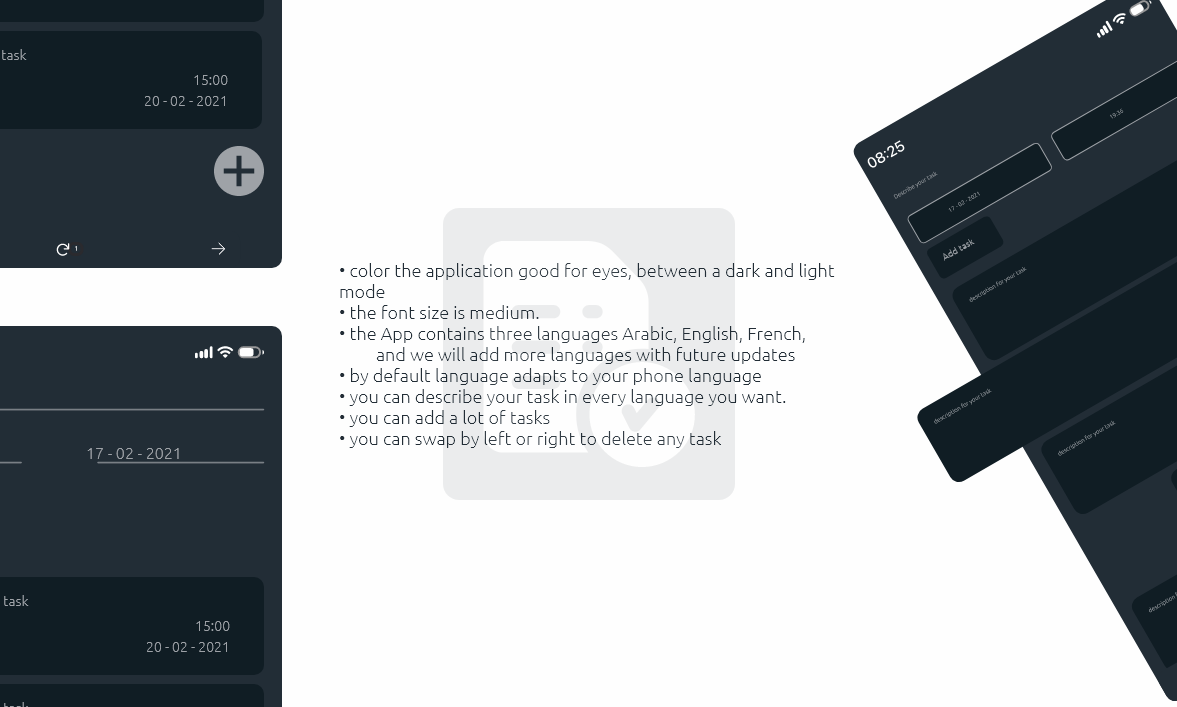 task
15:00
20 - 02 - 2021
1
17 - 02 - 2021
task
15:00
20 - 02 - 2021
task
• color the application good for eyes, between a dark and light
mode
• the font size is medium.
• the App contains three languages Arabic, English, French,
and we will add more languages with future updates
• by default language adapts to your phone language
• you can describe your task in every language you want.
• you can add a lot of tasks
• you can swap by left or right to delete any task
08:25
Describe your task
17 - 02 - 2021
19:30
Add task
description for your task
description for your task
description for your task
description